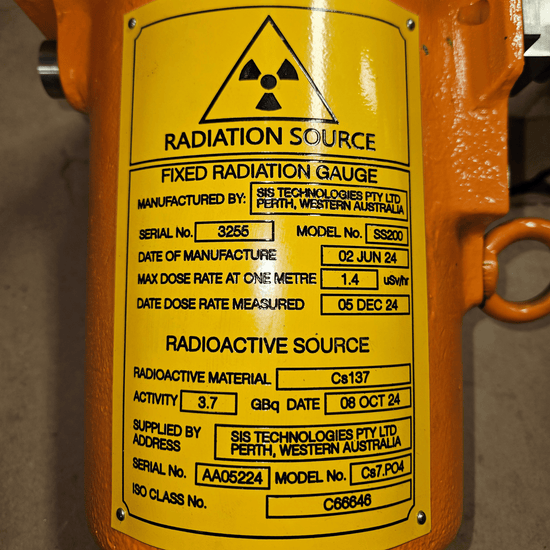 RADIATION SOURCE
FIXED RADIATION GAUGE
MANUFACTURED BY: SIS TECHNOLOGIES PTY LTD
PERTH, WESTERN AUSTRALIA
SERIAL No. 3255 MODEL No. SS200
DATE OF MANUFACTURE 02 JUN 24
MAX DOSE RATE AT ONE METRE 1.4 uSv/hr
DATE DOSE RATE MEASURED 05 DEC 24
RADIOACTIVE SOURCE
RADIOACTIVE MATERIAL Cs137
ACTIVITY 3.7 GBq DATE 08 OCT 24
SUPPLIED BY SIS TECHNOLOGIES PTY LTD
ADDRESS PERTH, WESTERN AUSTRALIA
SERIAL No. AA05224 MODEL No. Cs7.P04
ISO CLASS No. C66646